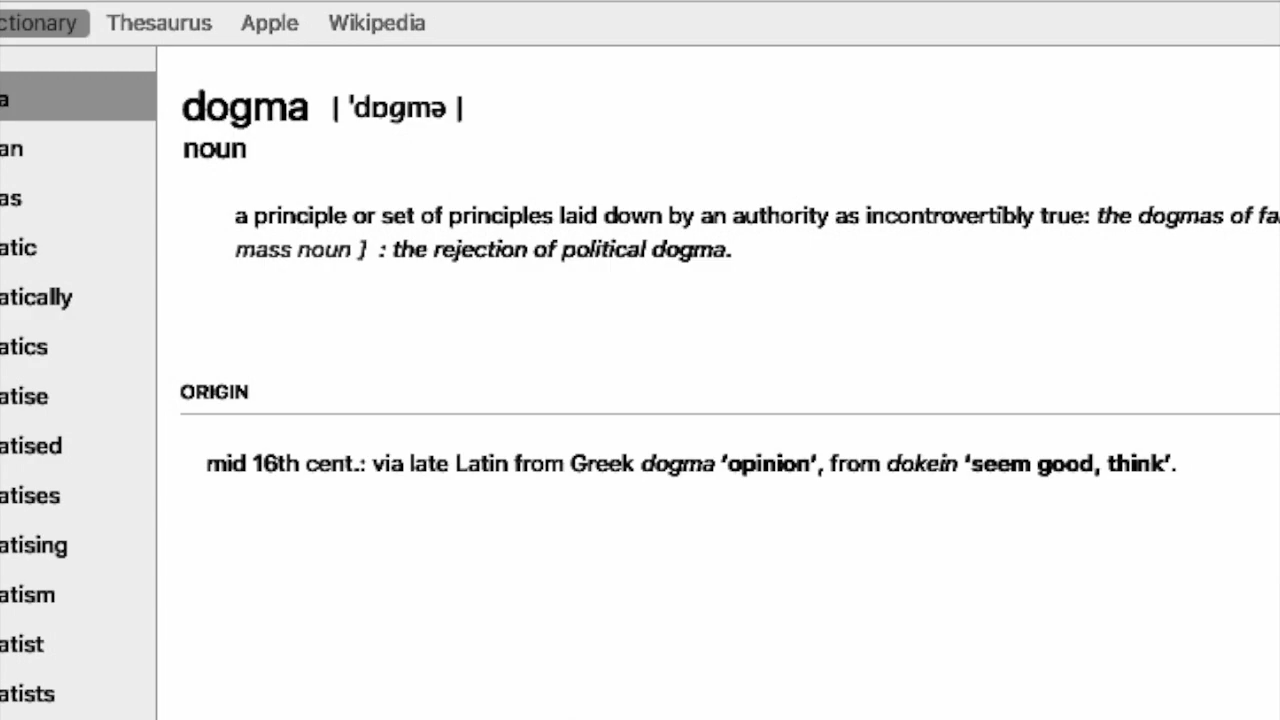 ctionary Thesaurus Apple Wikipedia
a
an
as
atic
atically
atics
atise
atised
atises
atising
atism
atist
atists
dogma | ˈdɒgmə |
noun
a principle or set of principles laid down by an authority as incontrovertibly true: the dogmas of fa
mass noun ] : the rejection of political dogma.
ORIGIN
mid 16th cent.: via late Latin from Greek dogma ‘opinion’, from dokein ‘seem good, think’.